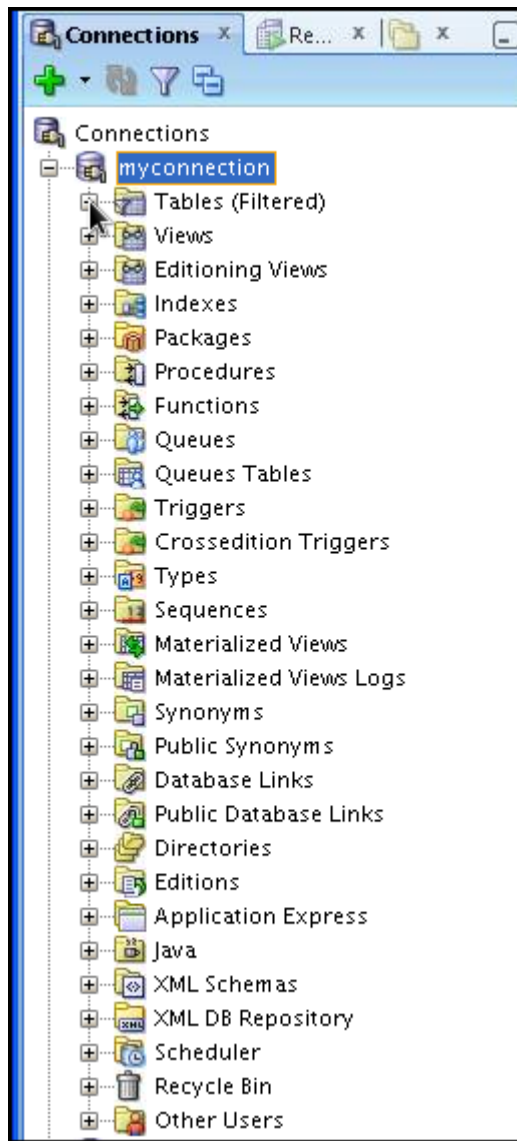 Connections Re...
Connections
myconnection
Tables (Filtered)
Views
Editioning Views
Indexes
Packages
Procedures
Functions
Queues
Queues Tables
Triggers
Crossedition Triggers
Types
Sequences
Materialized Views
Materialized Views Logs
Synonyms
Public Synonyms
Database Links
Public Database Links
Directories
Editions
Application Express
Java
XML Schemas
XML DB Repository
Scheduler
Recycle Bin
Other Users